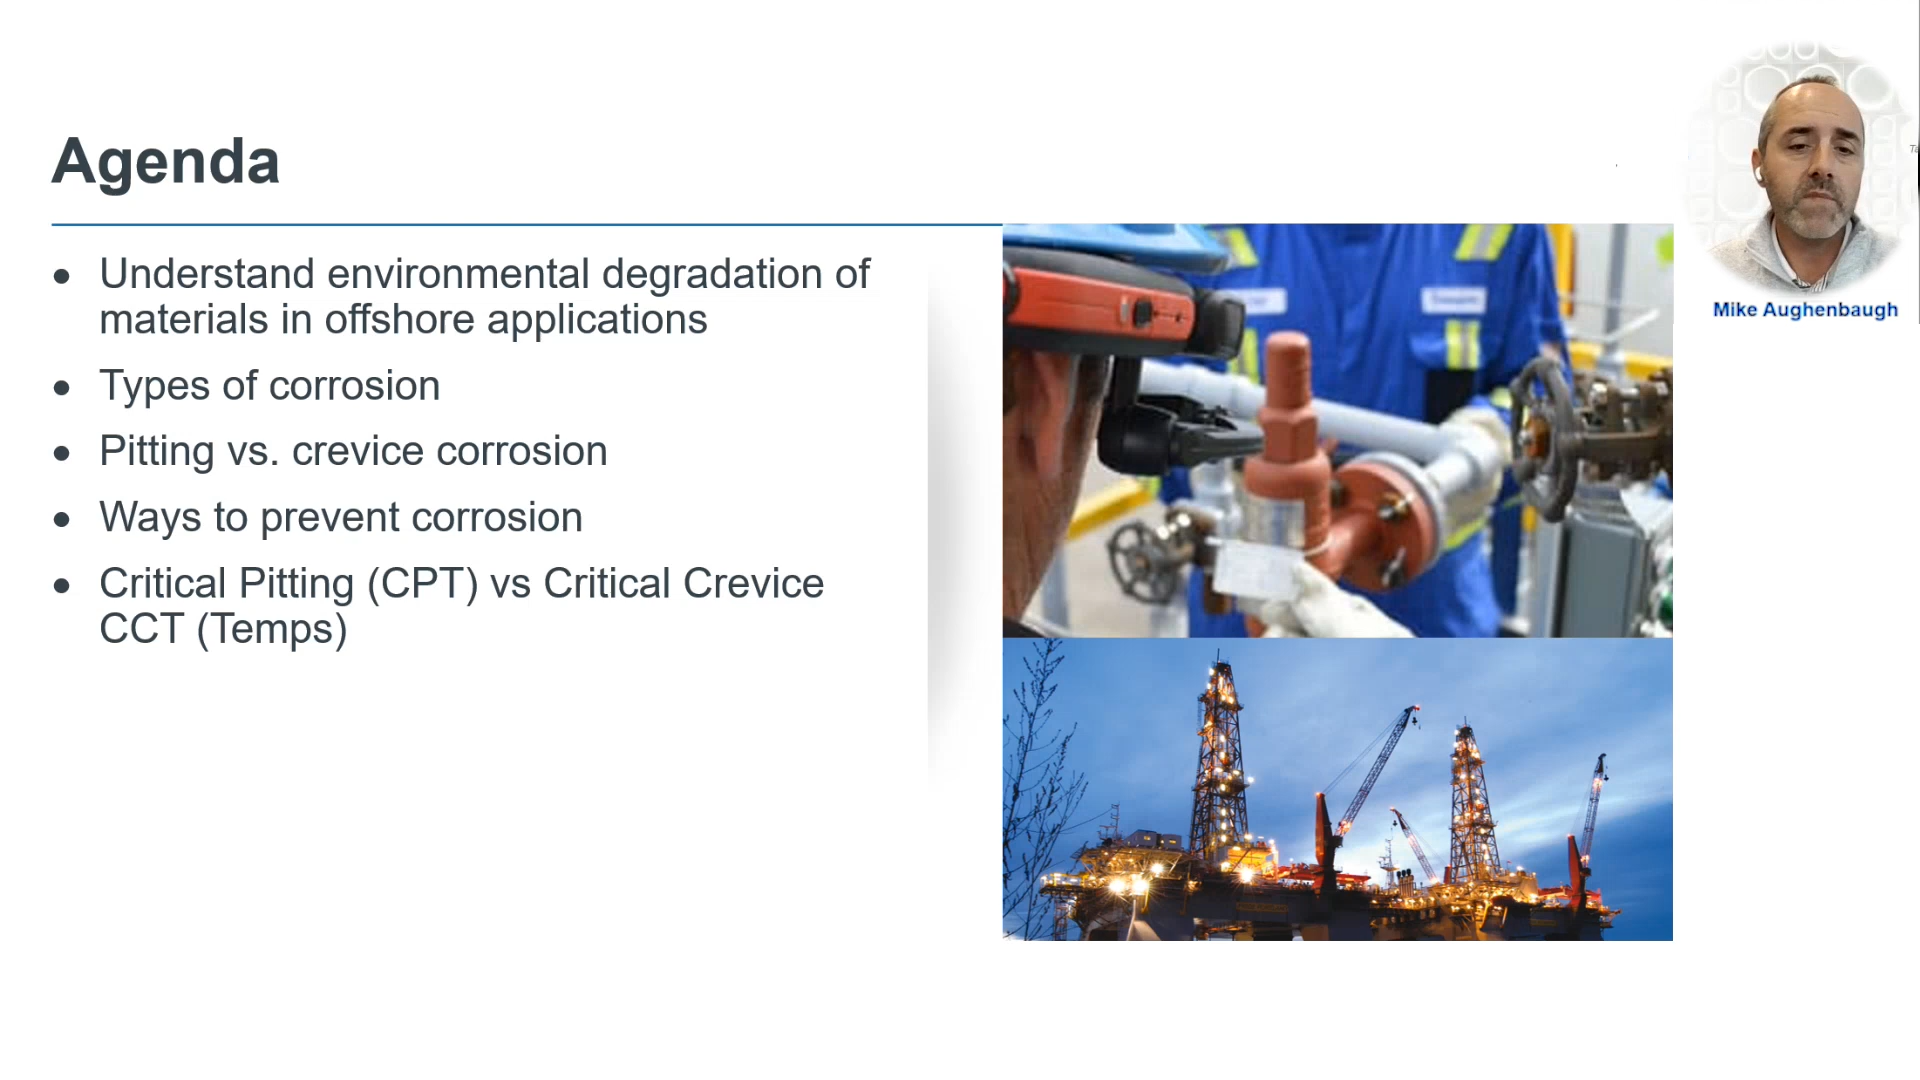 Agenda
Understand environmental degradation of
materials in offshore applications
Types of corrosion
Pitting vs. crevice corrosion
Ways to prevent corrosion
Critical Pitting (CPT) vs Critical Crevice
CCT (Temps)
Mike Aughenbaugh